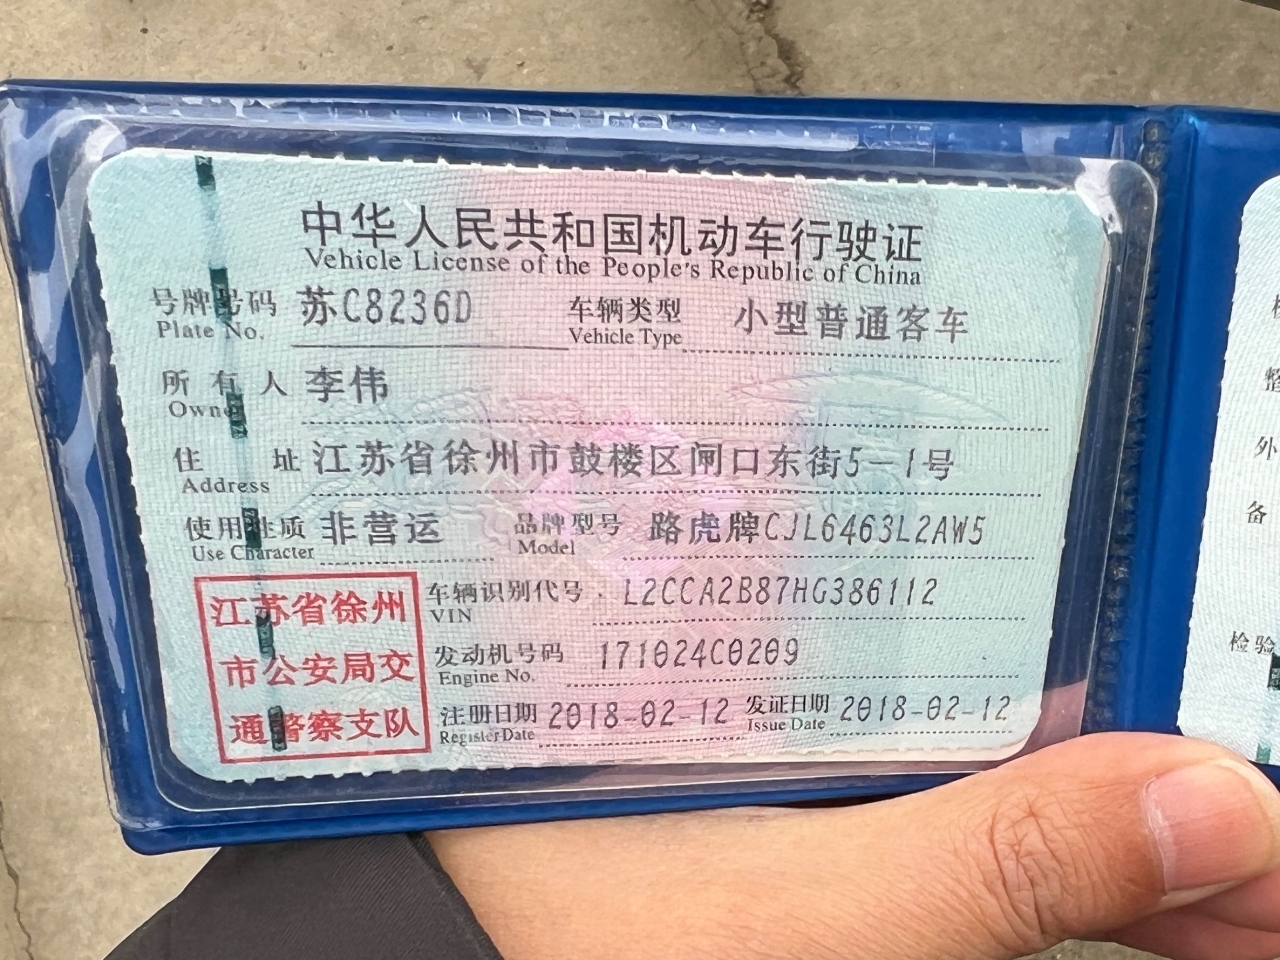 中华人民共和国机动车行驶证
Vehicle License of the People's Republic of China
号牌号码 苏C8236D 车辆类型 小型普通客车
Plate No. Vehicle Type
所有人 李伟
Owner
住址 江苏省徐州市鼓楼区闸口东街5-1号
Address
使用性质 非营运 品牌型号 路虎牌CJL6463L2AW5
Use Character Model
车辆识别代号 L2CCA2B87HG386112
VIN
发动机号码 171024C0209
Engine No.
注册日期 2018-02-12 发证日期 2018-02-12
Register Date Issue Date
江苏省徐州
市公安局交
通警察支队
外
备
检验